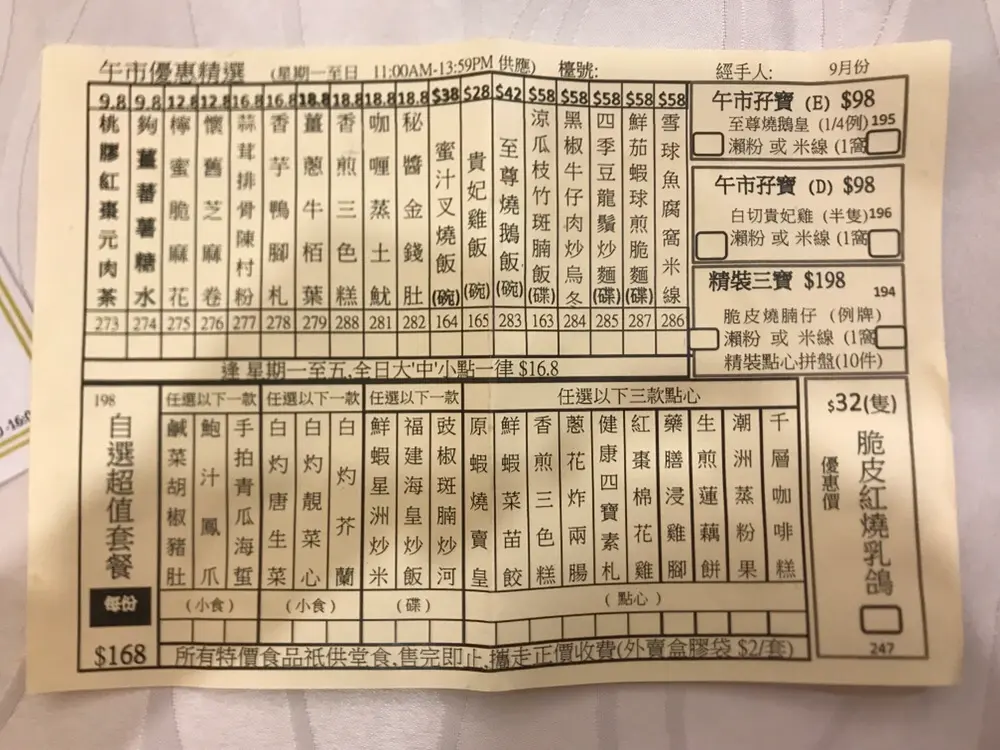 午市優惠精選 (星期一至日 11:00AM-13:59PM 供應) 檯號: 經手人: 9月份
9.8 桃膠紅棗元肉茶 273
9.8 夠薑蕃薯糖水 274
12.8 檸蜜脆麻花 275
12.8 懷舊芝麻卷 276
16.8 蒜茸排骨陳村粉 277
16.8 香芋鴨腳札 278
18.8 薑蔥牛栢葉 279
18.8 香煎三色糕 288
18.8 咖喱蒸土魷 281
18.8 秘醬金錢肚 282
$38 蜜汁叉燒飯(碗) 164
$28 貴妃雞飯(碗) 165
$42 至尊燒鵝飯(碗) 283
$58 涼瓜枝竹斑腩飯(碟) 163
$58 黑椒牛仔肉炒烏冬 284
$58 四季豆龍鬚炒麵(碟) 285
$58 鮮茄蝦球煎脆麵(碟) 287
$58 雪球魚腐窩米線 286
逢 星期一至五,全日大'中'小點一律 $16.8
午市孖寶 (E) $98
至尊燒鵝皇 (1/4例) 195
瀨粉 或 米線 (1窩
午市孖寶 (D) $98
白切貴妃雞 (半隻) 196
瀨粉 或 米線 (1窩
精裝三寶 $198
194
脆皮燒腩仔 (例牌)
瀨粉 或 米線 (1窩
精裝點心拼盤(10件)
198
自選超值套餐
每份
$168
任選以下一款
鹹菜胡椒豬肚
鮑汁鳳爪
手拍青瓜海蜇
(小食)
任選以下一款
白灼唐生菜
白灼靚菜心
白灼芥蘭
(小食)
任選以下一款
鮮蝦星洲炒米
福建海皇炒飯
豉椒斑腩炒河
(碟)
任選以下三款點心
原蝦燒賣皇
鮮蝦菜苗餃
香煎三色糕
蔥花炸兩腸
健康四寶素札
紅棗棉花雞
藥膳浸雞腳
生煎蓮藕餅
潮洲蒸粉果
千層咖啡糕
(點心)
所有特價食品祇供堂食,售完即止,攜走正價收費(外賣盒膠袋 $2/套)
$32(隻)
脆皮紅燒乳鴿
優惠價
247